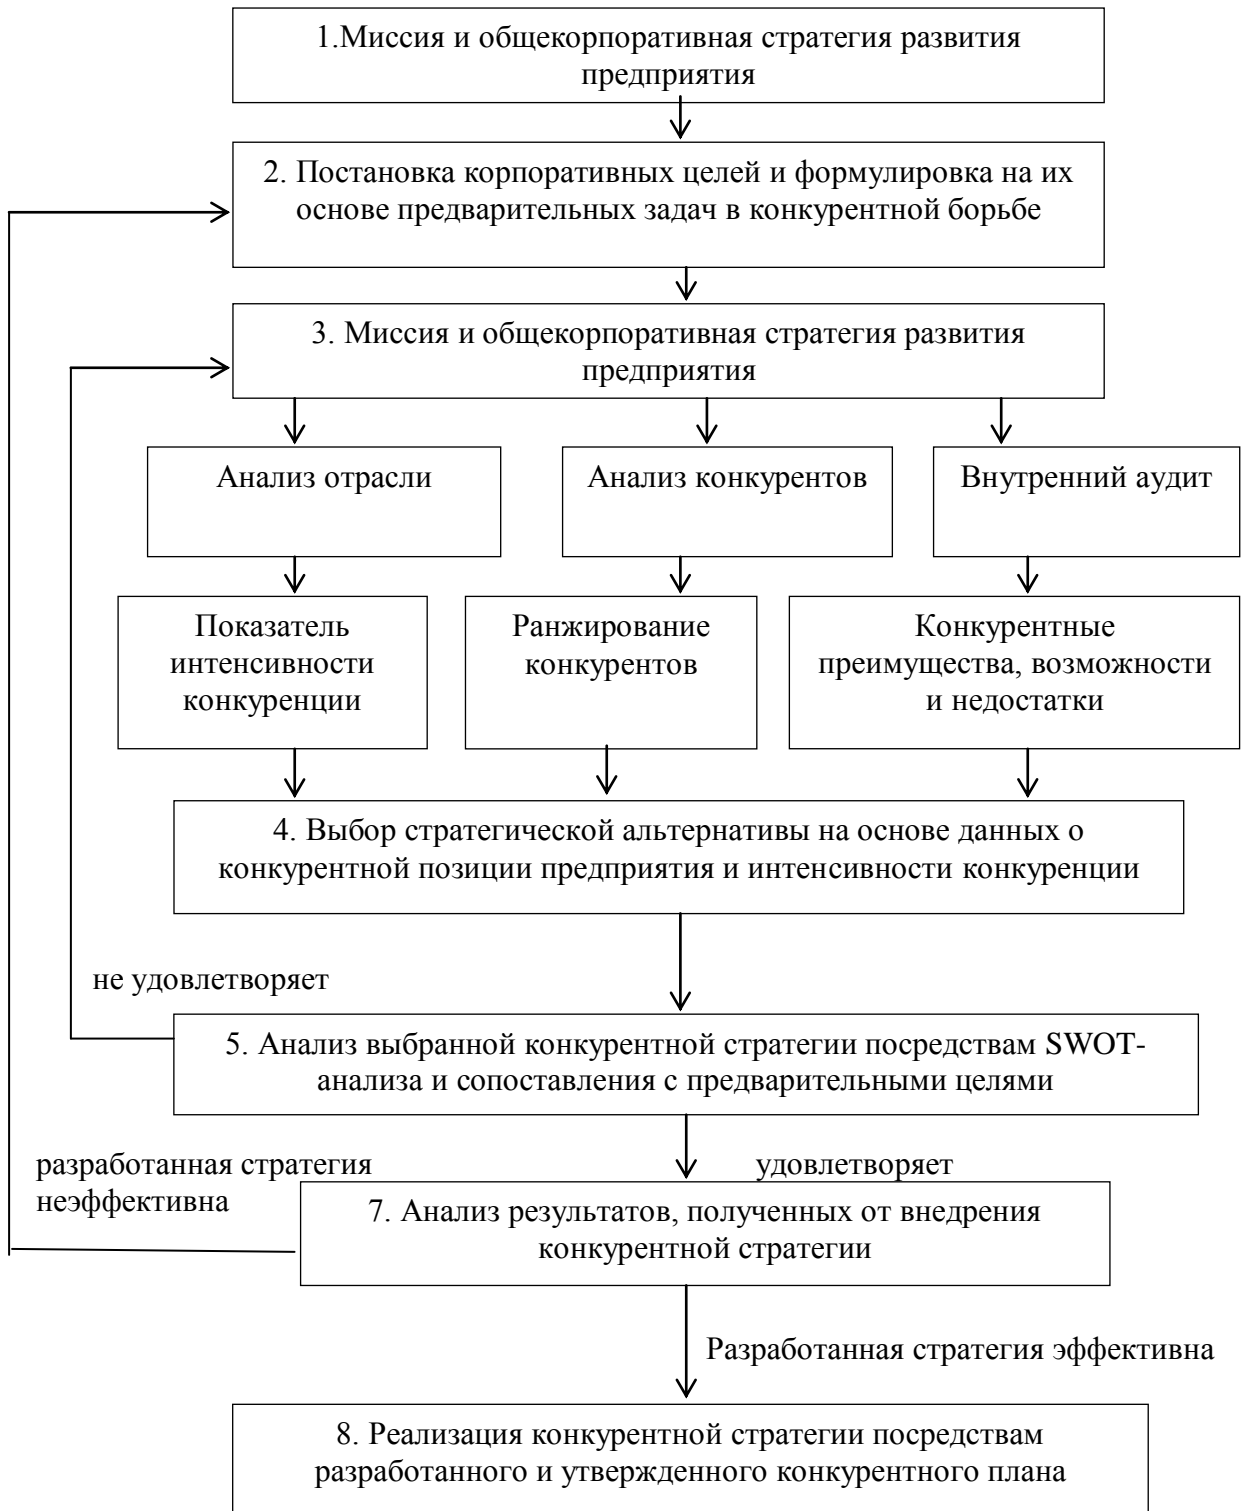 1.Миссия и общекорпоративная стратегия развития
предприятия
2. Постановка корпоративных целей и формулировка на их
основе предварительных задач в конкурентной борьбе
3. Миссия и общекорпоративная стратегия развития
предприятия
Анализ отрасли
Анализ конкурентов
Внутренний аудит
Показатель
интенсивности
конкуренции
Ранжирование
конкурентов
Конкурентные
преимущества, возможности
и недостатки
4. Выбор стратегической альтернативы на основе данных о
конкурентной позиции предприятия и интенсивности конкуренции
не удовлетворяет
5. Анализ выбранной конкурентной стратегии посредствам SWOT-
анализа и сопоставления с предварительными целями
разработанная стратегия
неэффективна
удовлетворяет
7. Анализ результатов, полученных от внедрения
конкурентной стратегии
Разработанная стратегия эффективна
8. Реализация конкурентной стратегии посредствам
разработанного и утвержденного конкурентного плана